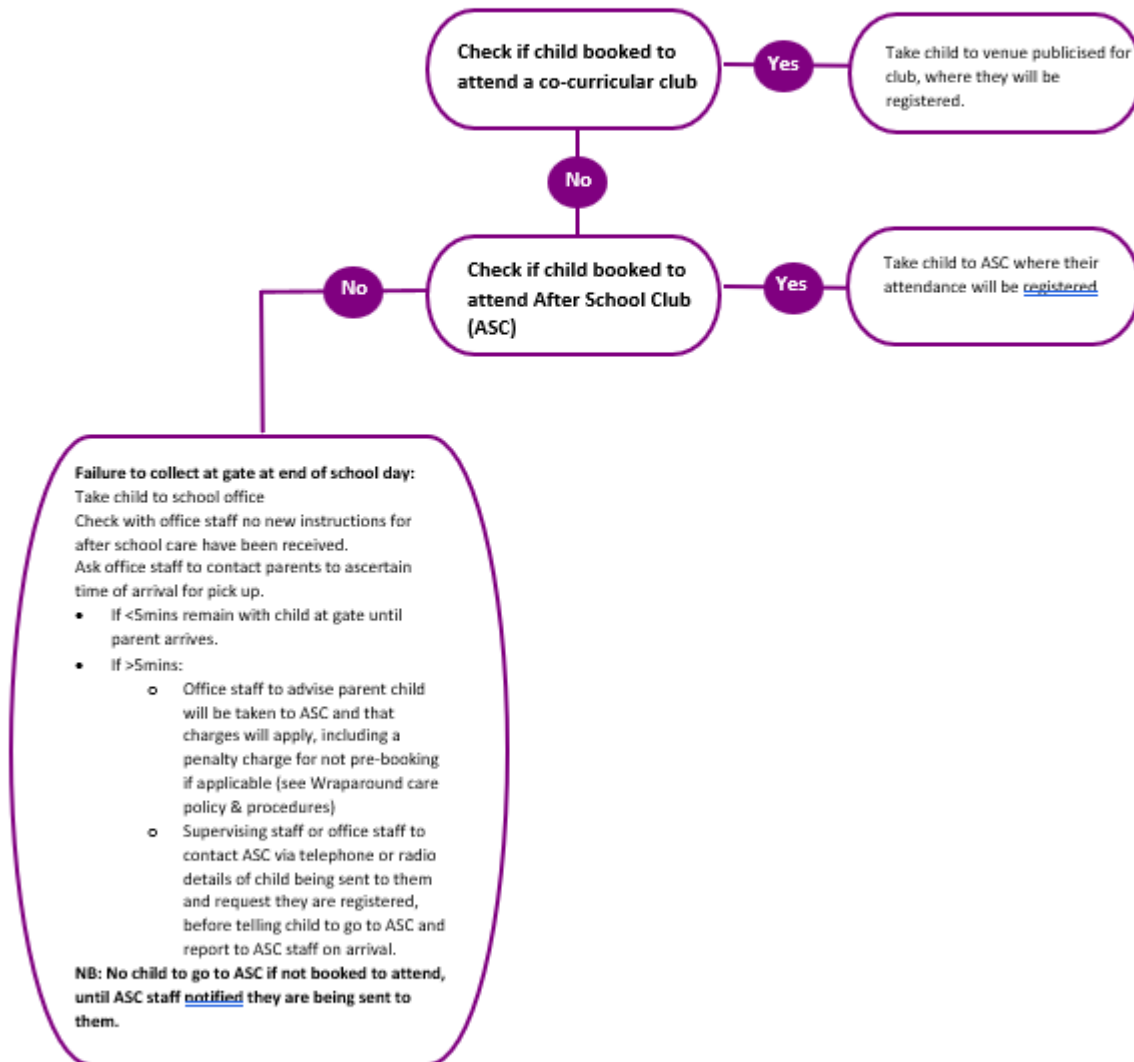 Check if child booked to
attend a co-curricular club
Yes
Take child to venue publicised for
club, where they will be
registered.
No
Check if child booked to
attend After School Club
(ASC)
Yes
Take child to ASC where their
attendance will be registered
No
Failure to collect at gate at end of school day:
Take child to school office
Check with office staff no new instructions for
after school care have been received.
Ask office staff to contact parents to ascertain
time of arrival for pick up.
• If <5mins remain with child at gate until
parent arrives.
• If >5mins:
o Office staff to advise parent child
will be taken to ASC and that
charges will apply, including a
penalty charge for not pre-booking
if applicable (see Wraparound care
policy & procedures)
o Supervising staff or office staff to
contact ASC via telephone or radio
details of child being sent to them
and request they are registered,
before telling child to go to ASC and
report to ASC staff on arrival.
NB: No child to go to ASC if not booked to attend,
until ASC staff notified they are being sent to
them.